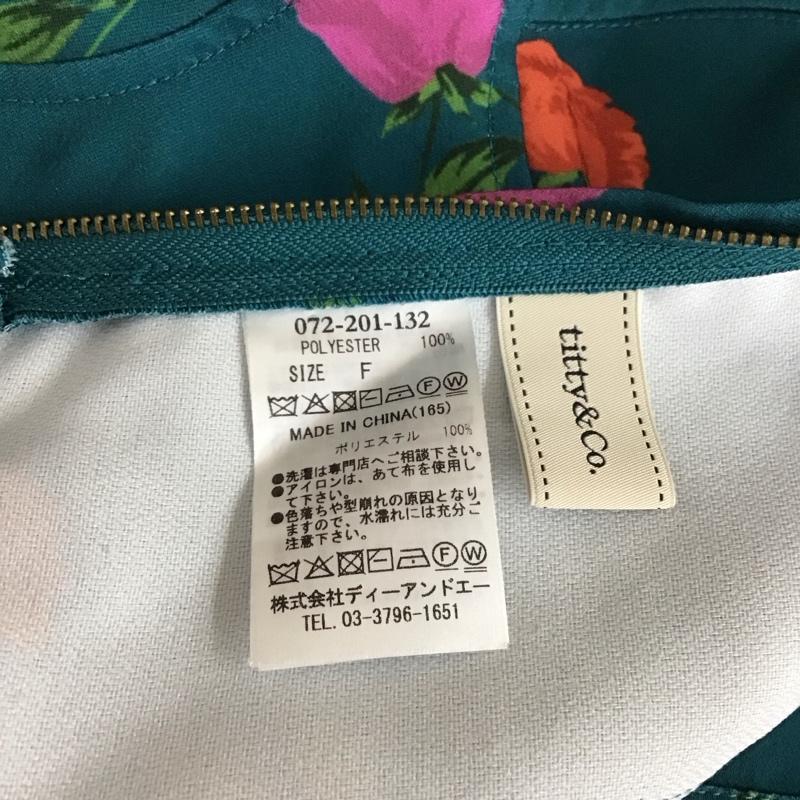 072-201-132
POLYESTER 100%
SIZE F
MADE IN CHINA(165)
ポリエステル 100%
●洗濯は専門店へご相談下さい。
●アイロンは、あて布を使用し
て下さい。
●色落ちや型崩れの原因となり
ますので、水濡れには充分ご
注意下さい。
株式会社ディーアンドエー
TEL. 03-3796-1651
titty&Co.